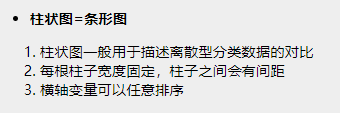 • 柱状图=条形图
1. 柱状图一般用于描述离散型分类数据的对比
2. 每根柱子宽度固定，柱子之间会有间距
3. 横轴变量可以任意排序